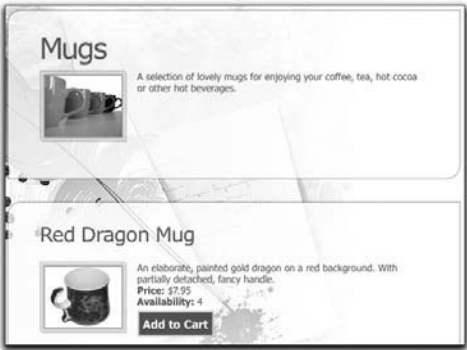 Mugs
A selection of lovely mugs for enjoying your coffee, tea, hot cocoa
or other hot beverages.
Red Dragon Mug
An elaborate, painted gold dragon on a red background. With
partially detached, fancy handle.
Price: $7.95
Availability: 4
Add to Cart